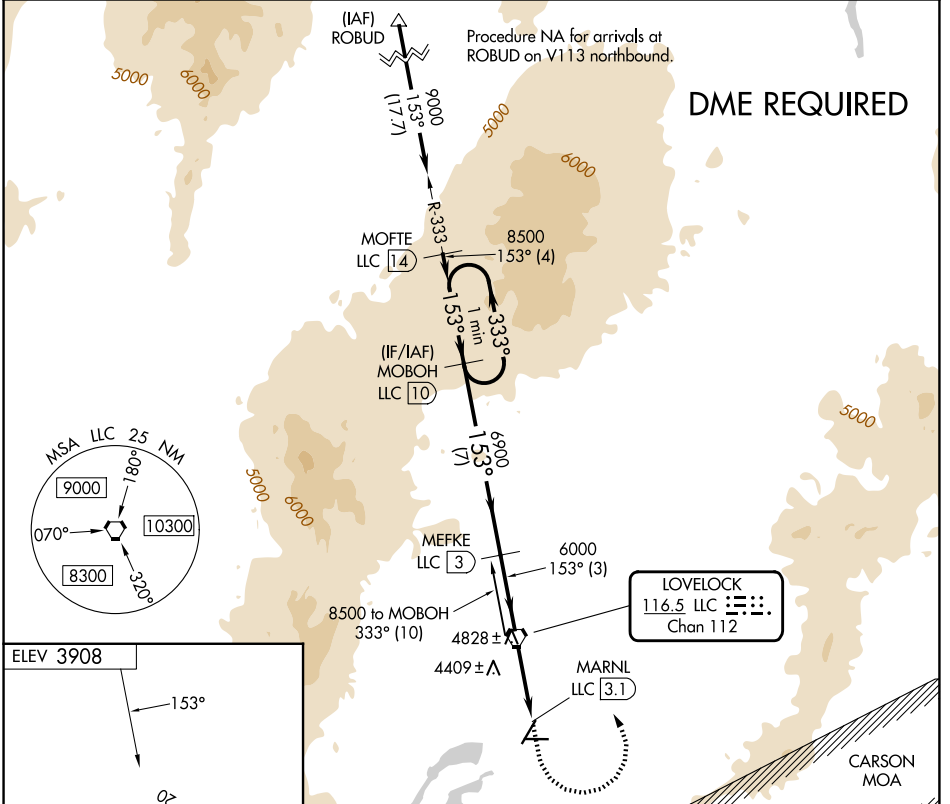 (IAF)
ROBUD
Procedure NA for arrivals at
ROBUD on V113 northbound.
DME REQUIRED
5000
6000
9000
153°
(17.7)
5000
6000
R-333
MOFTE
LLC 14
8500
153° (4)
153°
1 min
333°
(IF/IAF)
MOBOH
LLC 10
6900
153°
(7)
5000
MSA LLC 25 NM
180°
9000
070°
10300
8300
320°
5000
6000
MEFKE
LLC 3
6000
153° (3)
8500 to MOBOH
333° (10)
LOVELOCK
116.5 LLC
Chan 112
4828 ±
4409 ±
MARNL
LLC 3.1
ELEV 3908
153°
07
CARSON
MOA